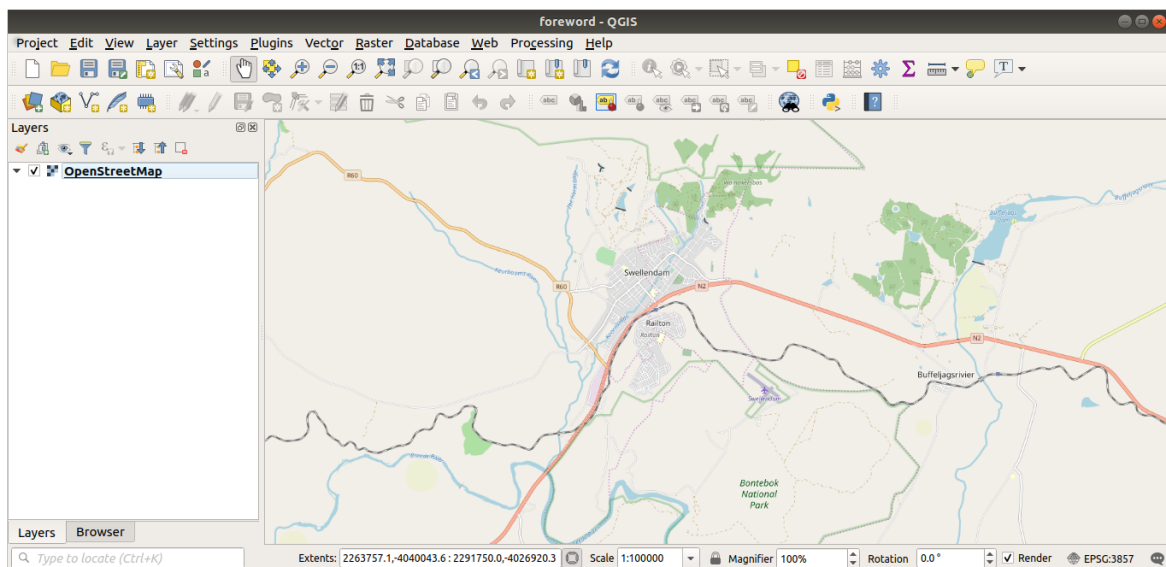 foreword - QGIS
Project Edit View Layer Settings Plugins Vector Raster Database Web Processing Help
Layers
OpenStreetMap
R60
R60
Swellendam
N2
Railton
Railton
N2
Buffeljagsrivier
Swellendam
Bontebok
National
Park
Layers Browser
Type to locate (Ctrl+K) Extents: 2263757.1,-4040043.6 : 2291750.0,-4026920.3 Scale 1:100000 Magnifier 100% Rotation 0.0 ° Render EPSG:3857